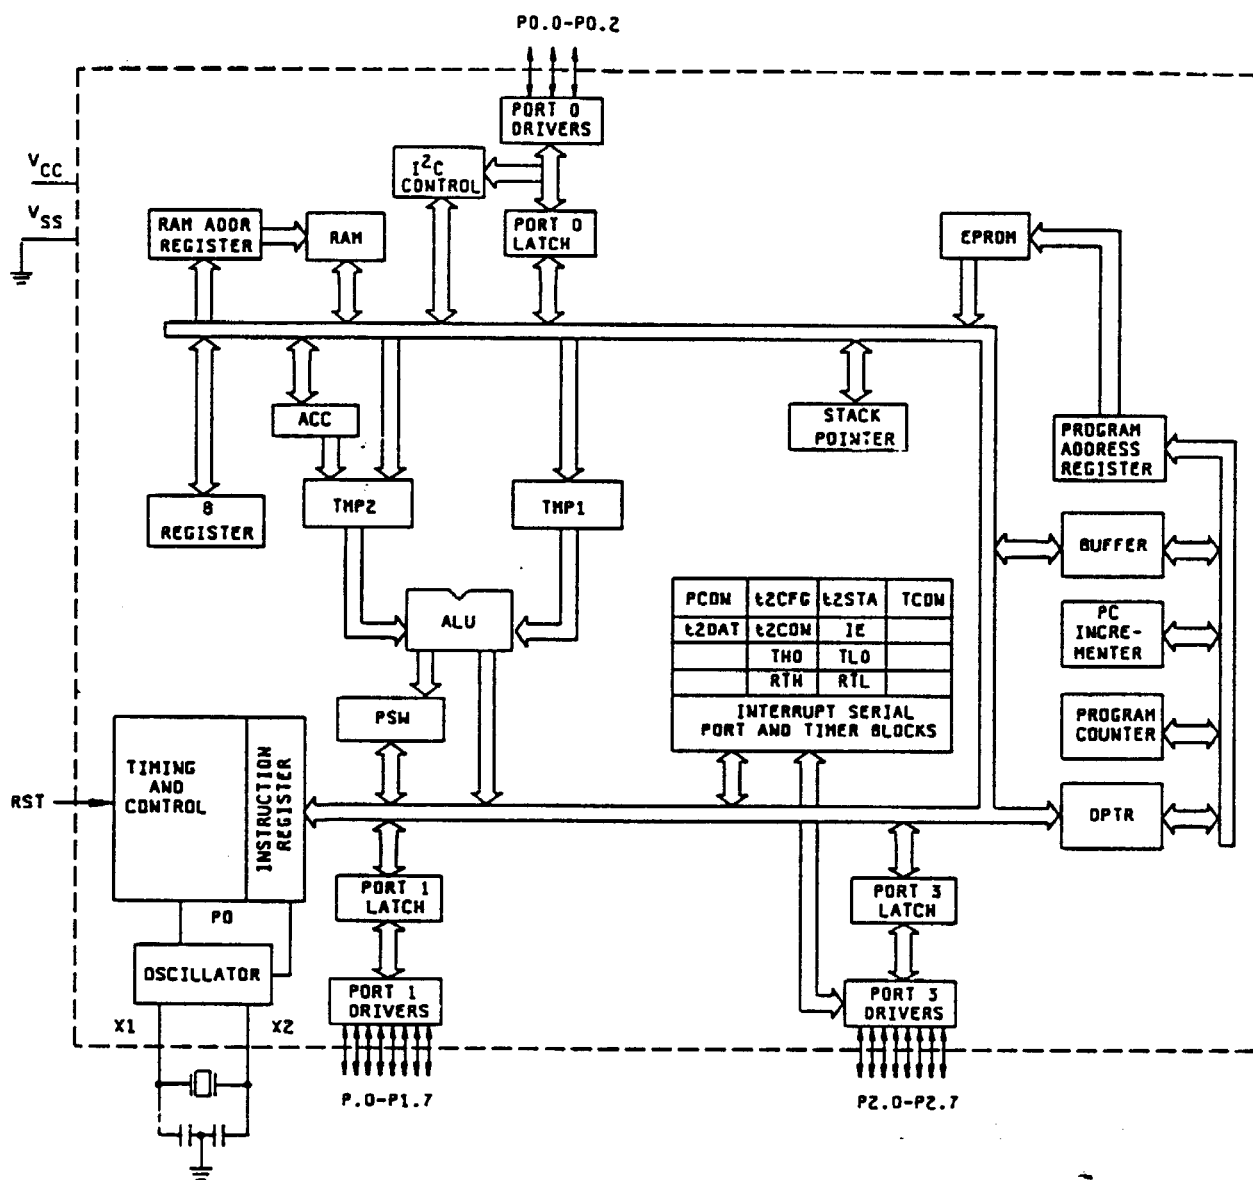 P0.0-P0.2
PORT 0
DRIVERS
VCC
I2C
CONTROL
VSS
RAM ADDR
REGISTER
RAM
PORT 0
LATCH
EPROM
ACC
STACK
POINTER
PROGRAM
ADDRESS
REGISTER
8
REGISTER
TMP2
TMP1
BUFFER
PCON t2CFG t2STA TCON
t2DAT t2CON IE
TH0 TL0
RTH RTL
INTERRUPT SERIAL
PORT AND TIMER BLOCKS
ALU
PC
INCRE-
MENTER
PSW
PROGRAM
COUNTER
TIMING
AND
CONTROL
INSTRUCTION
REGISTER
RST
DPTR
PORT 1
LATCH
PORT 3
LATCH
PD
OSCILLATOR
PORT 1
DRIVERS
PORT 3
DRIVERS
X1
X2
P.0-P1.7
P2.0-P2.7